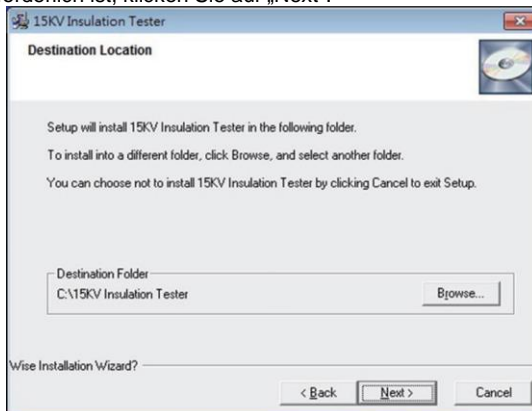 erforderlich ist, klicken Sie auf „Next“.
15KV Insulation Tester
Destination Location
Setup will install 15KV Insulation Tester in the following folder.
To install into a different folder, click Browse, and select another folder.
You can choose not to install 15KV Insulation Tester by clicking Cancel to exit Setup.
Destination Folder
C:\15KV Insulation Tester
Browse...
Wise Installation Wizard?
< Back
Next >
Cancel